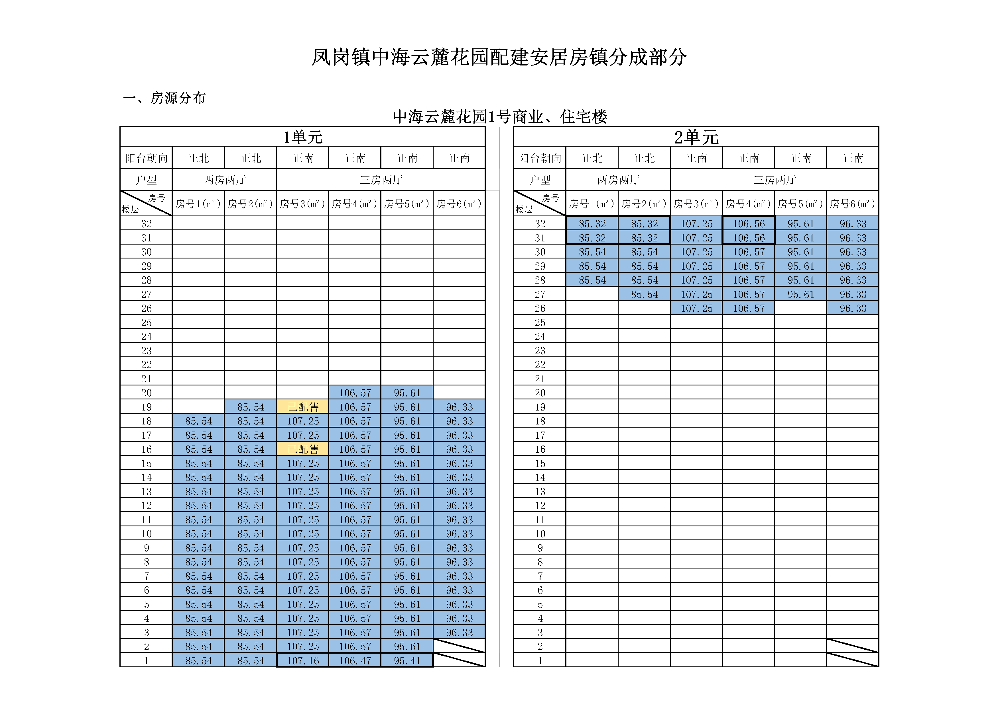 凤岗镇中海云麓花园配建安居房镇分成部分
一、房源分布
中海云麓花园1号商业、住宅楼
1单元 2单元
阳台朝向 正北 正北 正南 正南 正南 正南 阳台朝向 正北 正北 正南 正南 正南 正南
户型 两房两厅 三房两厅 户型 两房两厅 三房两厅
房号 楼层 房号1(㎡) 房号2(㎡) 房号3(㎡) 房号4(㎡) 房号5(㎡) 房号6(㎡) 房号 楼层 房号1(㎡) 房号2(㎡) 房号3(㎡) 房号4(㎡) 房号5(㎡) 房号6(㎡)
32 32 85.32 85.32 107.25 106.56 95.61 96.33
31 31 85.32 85.32 107.25 106.56 95.61 96.33
30 30 85.54 85.54 107.25 106.57 95.61 96.33
29 29 85.54 85.54 107.25 106.57 95.61 96.33
28 28 85.54 85.54 107.25 106.57 95.61 96.33
27 27 85.54 107.25 106.57 95.61 96.33
26 26 107.25 106.57 96.33
25 25
24 24
23 23
22 22
21 21
20 106.57 95.61 20
19 85.54 已配售 106.57 95.61 96.33 19
18 85.54 85.54 107.25 106.57 95.61 96.33 18
17 85.54 85.54 107.25 106.57 95.61 96.33 17
16 85.54 85.54 已配售 106.57 95.61 96.33 16
15 85.54 85.54 107.25 106.57 95.61 96.33 15
14 85.54 85.54 107.25 106.57 95.61 96.33 14
13 85.54 85.54 107.25 106.57 95.61 96.33 13
12 85.54 85.54 107.25 106.57 95.61 96.33 12
11 85.54 85.54 107.25 106.57 95.61 96.33 11
10 85.54 85.54 107.25 106.57 95.61 96.33 10
9 85.54 85.54 107.25 106.57 95.61 96.33 9
8 85.54 85.54 107.25 106.57 95.61 96.33 8
7 85.54 85.54 107.25 106.57 95.61 96.33 7
6 85.54 85.54 107.25 106.57 95.61 96.33 6
5 85.54 85.54 107.25 106.57 95.61 96.33 5
4 85.54 85.54 107.25 106.57 95.61 96.33 4
3 85.54 85.54 107.25 106.57 95.61 96.33 3
2 85.54 85.54 107.25 106.57 95.61 2
1 85.54 85.54 107.16 106.47 95.41 1